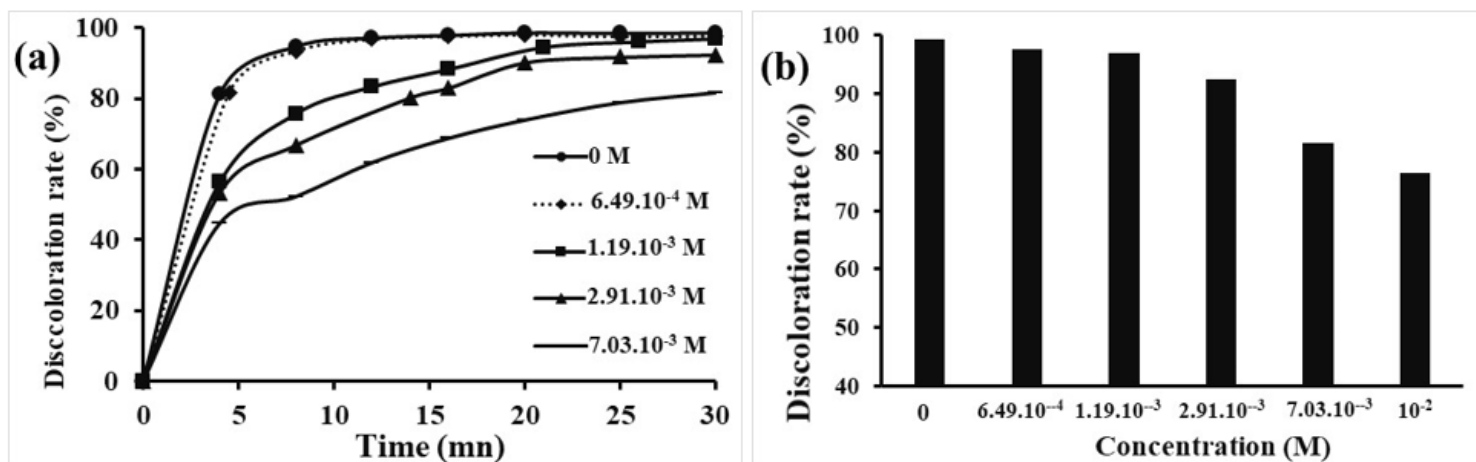 (a)
Disccoloration rate (%)
100
80
60
40
20
0
0 M
6.49.10⁻⁴ M
1.19.10⁻³ M
2.91.10⁻³ M
7.03.10⁻³ M
0 5 10 15 20 25 30
Time (mn)
(b)
Discoloration rate (%)
100
90
80
70
60
50
40
0 6.49.10⁻⁴ 1.19.10⁻³ 2.91.10⁻³ 7.03.10⁻³ 10⁻²
Concentration (M)